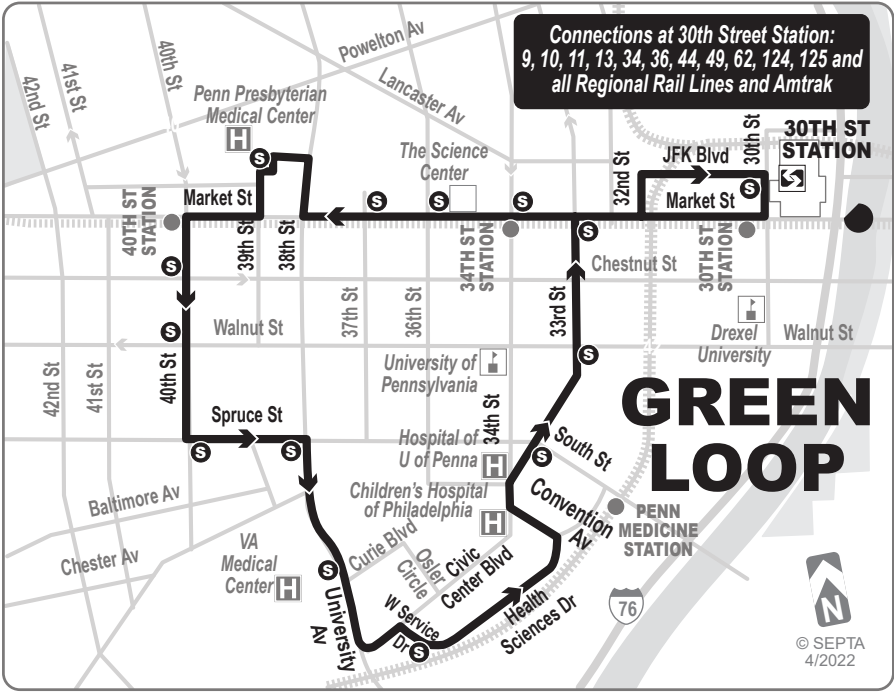 Connections at 30th Street Station:
9, 10, 11, 13, 34, 36, 44, 49, 62, 124, 125 and
all Regional Rail Lines and Amtrak
Powelton Av
40th St
41st St
42nd St
Lancaster Av
Penn Presbyterian
Medical Center
H
S
The Science
Center
32nd St
JFK Blvd
30th St
30TH ST
STATION
S
Market St
S
S
S
Market St
40TH ST
STATION
39th St
38th St
34TH ST
STATION
S
30TH ST
STATION
S
Chestnut St
37th St
36th St
33rd St
Walnut St
S
Drexel
University
Walnut St
42nd St
41st St
40th St
University of
Pennsylvania
S
GREEN
LOOP
Spruce St
S
S
34th St
Hospital of
U of Penna
H
S
South St
Children's Hospital
of Philadelphia
H
Convention
Av
PENN
MEDICINE
STATION
Baltimore Av
Chester Av
VA
Medical
Center
H
S
Curie Blvd
Osler
Circle
Civic
Center Blvd
University
Av
W Service
Dr
S
Health
Sciences Dr
76
N
© SEPTA
4/2022